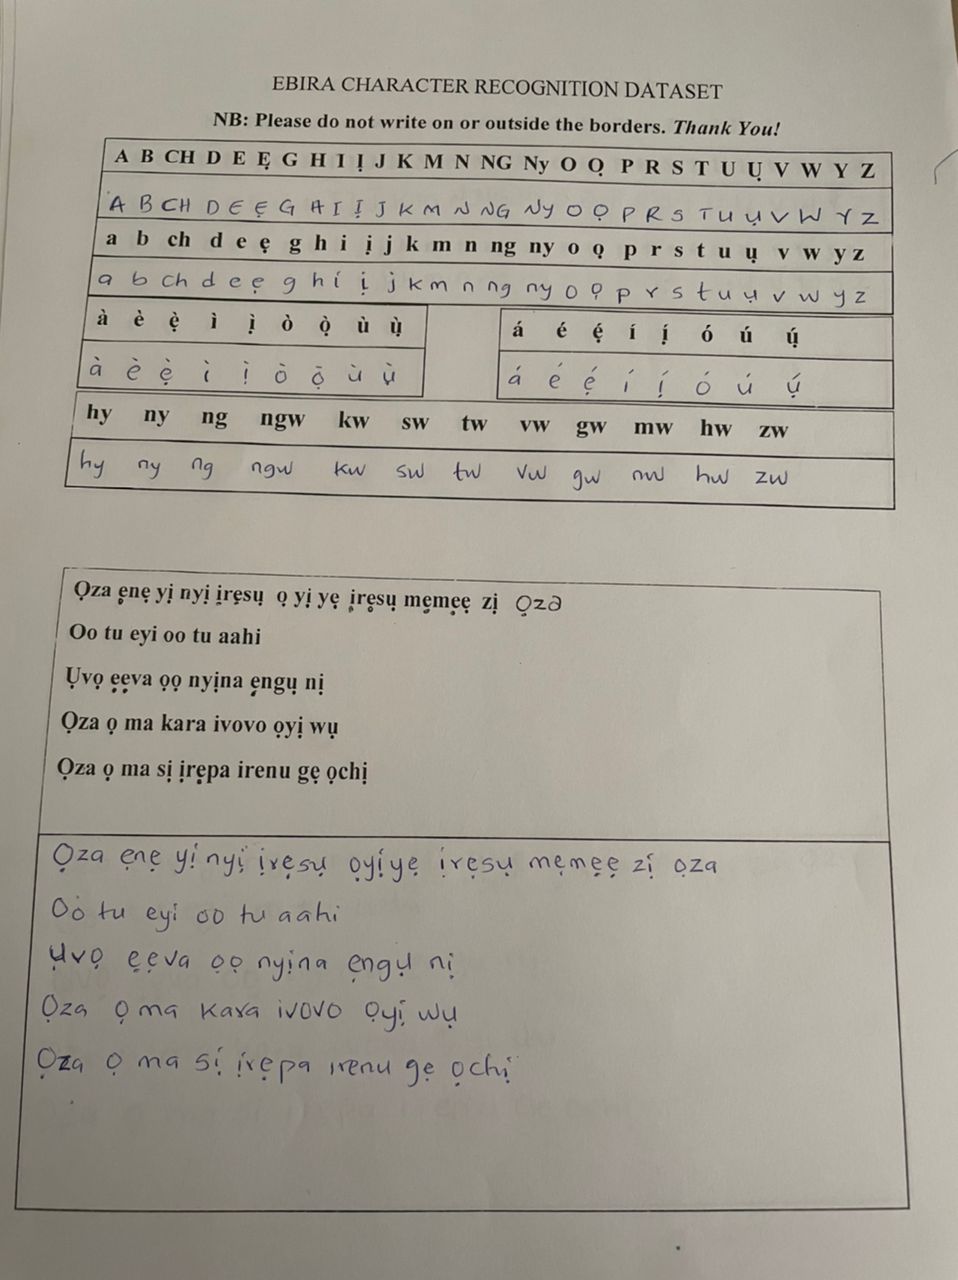 EBIRA CHARACTER RECOGNITION DATASET
NB: Please do not write on or outside the borders. Thank You!
A B CH D E Ẹ G H I Ị J K M N NG Ny O Ọ P R S T U Ụ V W Y Z
A B CH D E Ẹ G H I Ị J K M N NG Ny O Ọ P R S T U Ụ V W Y Z
a b ch d e ẹ g h i ị j k m n ng ny o ọ p r s t u ụ v w y z
a b ch d e ẹ g h i ị j k m n ng ny o ọ p r s t u ụ v w y z
à è ẹ̀ ì ị̀ ò ọ̀ ù ụ̀
á é ẹ́ í ị́ ó ú ụ́
à è ẹ̀ ì ị̀ ò ọ̀ ù ụ̀
á é ẹ́ í ị́ ó ú ụ́
hy ny ng ngw kw sw tw vw gw mw hw zw
hy ny ng ngw kw sw tw vw gw mw hw zw
Ọza ẹnẹ yị nyị ịrẹsụ ọ yị yẹ ịrẹsụ mẹmẹẹ zị ọza
Oo tu eyi oo tu aahi
Ụvọ ẹẹva ọọ nyịna ẹngụ nị
Ọza ọ ma kara ivovo ọyị wụ
Ọza ọ ma sị ịrẹpa irenu gẹ ọchị
Ọza ẹnẹ yị nyị ịrẹsụ ọyịyẹ ịrẹsụ mẹmẹẹ zị ọza
Oo tu eyi oo tu aahi
Ụvọ ẹẹva ọọ nyịna ẹngụ nị
Ọza ọ ma kara ivovo ọyị wụ
Ọza ọ ma sị ịrẹpa irenu gẹ ọchị